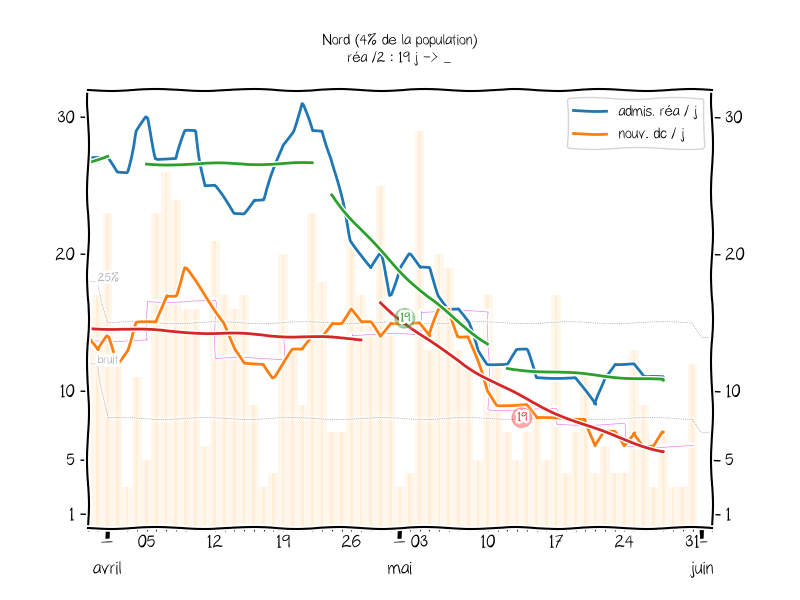 Nord (4% de la population)
réa /2 : 19 j -> _
admis. réa / j
nouv. dc / j
30
30
20
20
25%
19
bruit
10
10
19
5
5
1
1
05 12 19 26 03 10 17 24 31
avril mai juin